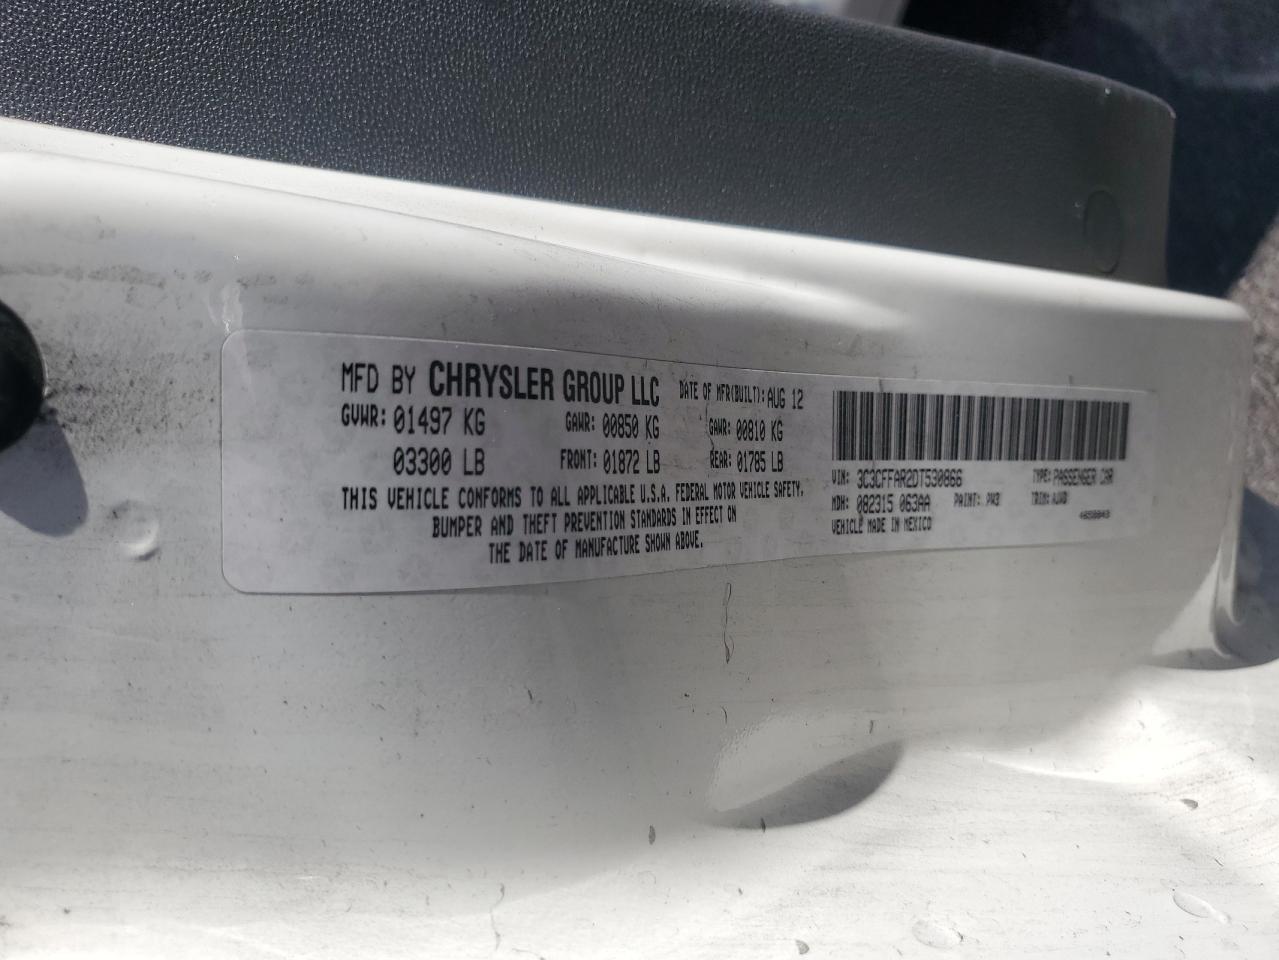 MFD BY CHRYSLER GROUP LLC DATE OF MFR(BUILT): AUG 12
GVWR: 01497 KG GAWR: 00850 KG GAWR: 00810 KG
03300 LB FRONT: 01872 LB REAR: 01785 LB
THIS VEHICLE CONFORMS TO ALL APPLICABLE U.S.A. FEDERAL MOTOR VEHICLE SAFETY,
BUMPER AND THEFT PREVENTION STANDARDS IN EFFECT ON
THE DATE OF MANUFACTURE SHOWN ABOVE.
VIN: 3C3CFFAR2DT530866 TYPE: PASSENGER CAR
MDH: 082315 063AA PAINT: PW3 TRIM:
VEHICLE MADE IN MEXICO